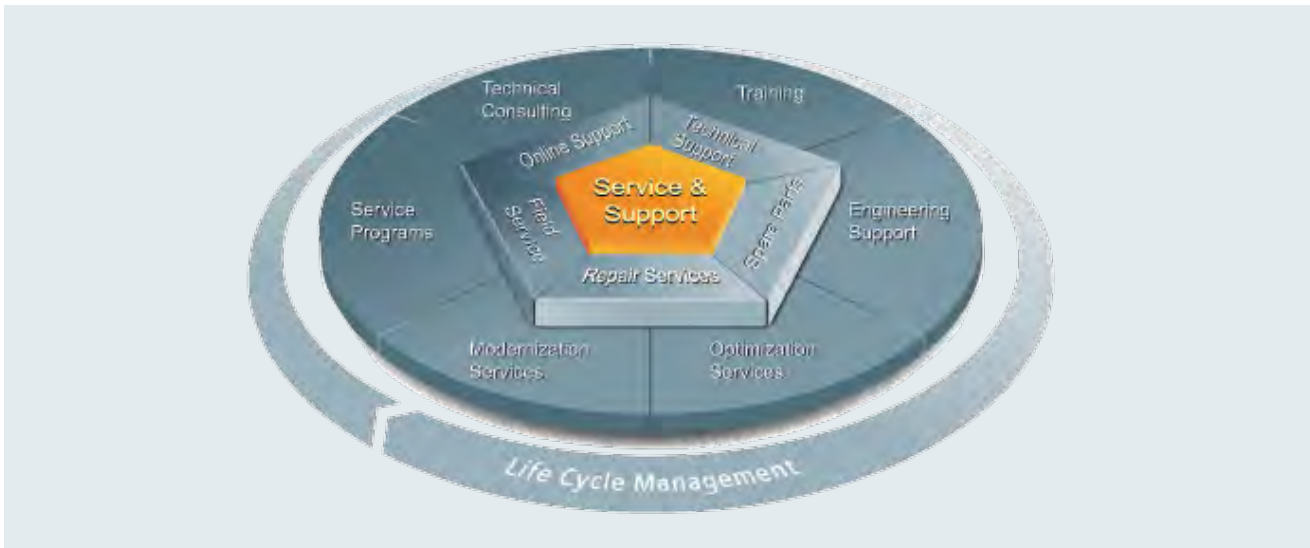 Technical
Consulting
Training
Online Support
Technical
Support
Service &
Support
Field
Service
Spare Parts
Service
Programs
Engineering
Support
Repair Services
Modernization
Services
Optimization
Services
Life Cycle Management